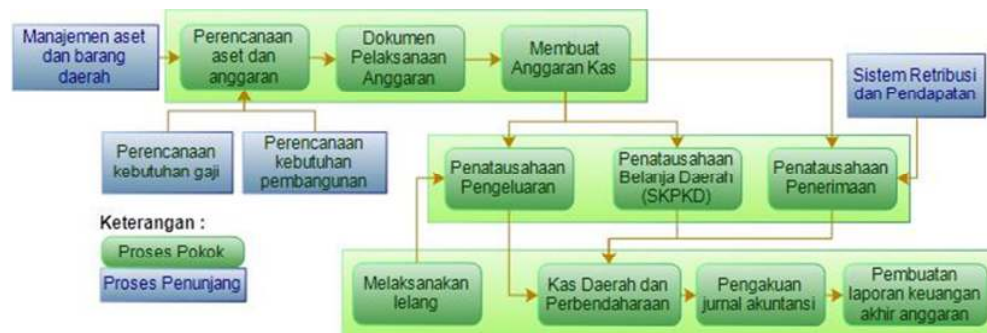 Manajemen aset
dan barang
daerah
Perencanaan
aset dan
anggaran
Dokumen
Pelaksanaan
Anggaran
Membuat
Anggaran Kas
Sistem Retribusi
dan Pendapatan
Perencanaan
kebutuhan gaji
Perencanaan
kebutuhan
pembangunan
Penatausahaan
Pengeluaran
Penatausahaan
Belanja Daerah
(SKPKD)
Penatausahaan
Penerimaan
Keterangan :
Proses Pokok
Proses Penunjang
Melaksanakan
lelang
Kas Daerah dan
Perbendaharaan
Pengakuan
jurnal akuntansi
Pembuatan
laporan keuangan
akhir anggaran